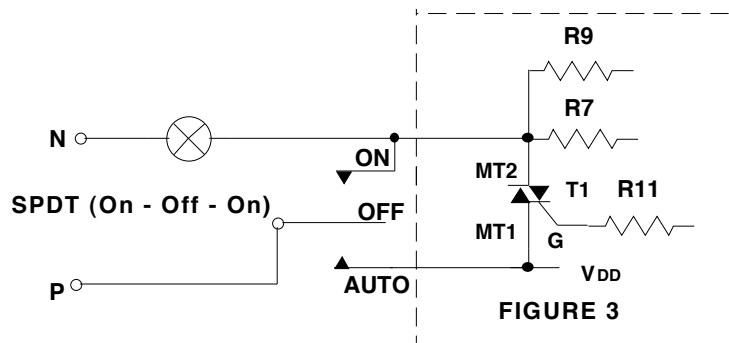 R9
R7
N
ON
MT2
T1
R11
SPDT (On - Off - On)
OFF
MT1
G
P
AUTO
VDD
FIGURE 3